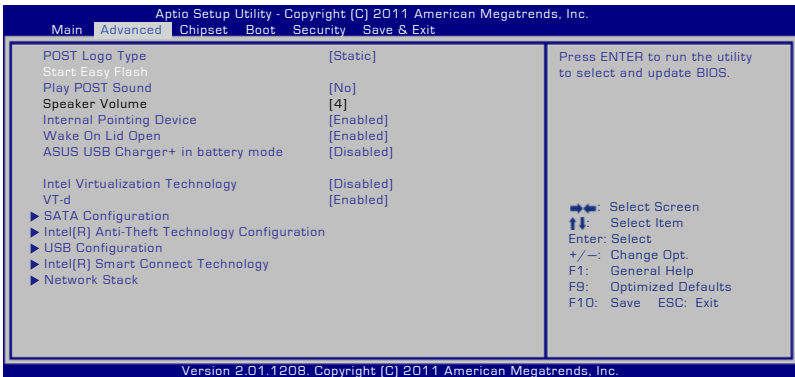 Aptio Setup Utility - Copyright (C) 2011 American Megatrends, Inc.
Main Advanced Chipset Boot Security Save & Exit
POST Logo Type [Static]
Start Easy Flash
Play POST Sound [No]
Speaker Volume [4]
Internal Pointing Device [Enabled]
Wake On Lid Open [Enabled]
ASUS USB Charger+ in battery mode [Disabled]
Intel Virtualization Technology [Disabled]
VT-d [Enabled]
SATA Configuration
Intel(R) Anti-Theft Technology Configuration
USB Configuration
Intel(R) Smart Connect Technology
Network Stack
Press ENTER to run the utility
to select and update BIOS.
→←: Select Screen
↑↓: Select Item
Enter: Select
+/—: Change Opt.
F1: General Help
F9: Optimized Defaults
F10: Save ESC: Exit
Version 2.01.1208. Copyright (C) 2011 American Megatrends, Inc.